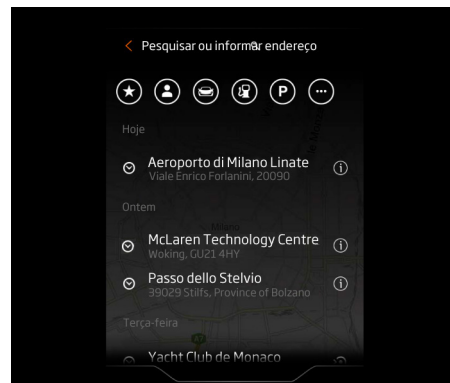 Pesquisar ou informar endereço
P
Hoje
Aeroporto di Milano Linate
Viale Enrico Forlanini, 20090
Ontem
Milano
McLaren Technology Centre
Woking, GU21 4HY
Passo dello Stelvio
39029 Stilfs, Province of Bolzano
Terça-feira
Yacht Club de Monaco